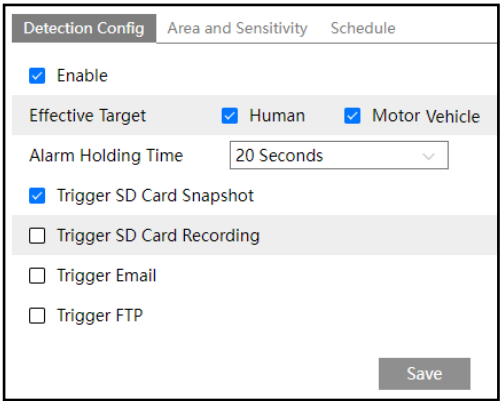 Detection Config Area and Sensitivity Schedule
Enable
Effective Target Human Motor Vehicle
Alarm Holding Time 20 Seconds
Trigger SD Card Snapshot
Trigger SD Card Recording
Trigger Email
Trigger FTP
Save